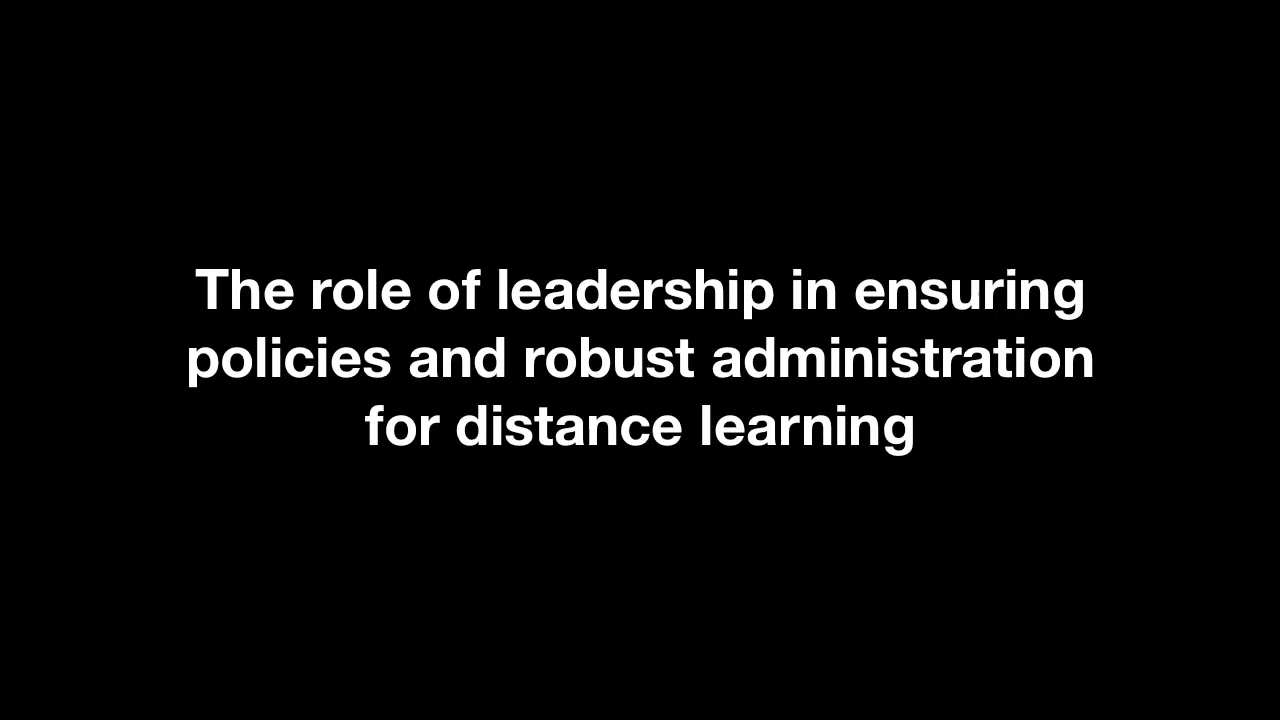 The role of leadership in ensuring
policies and robust administration
for distance learning